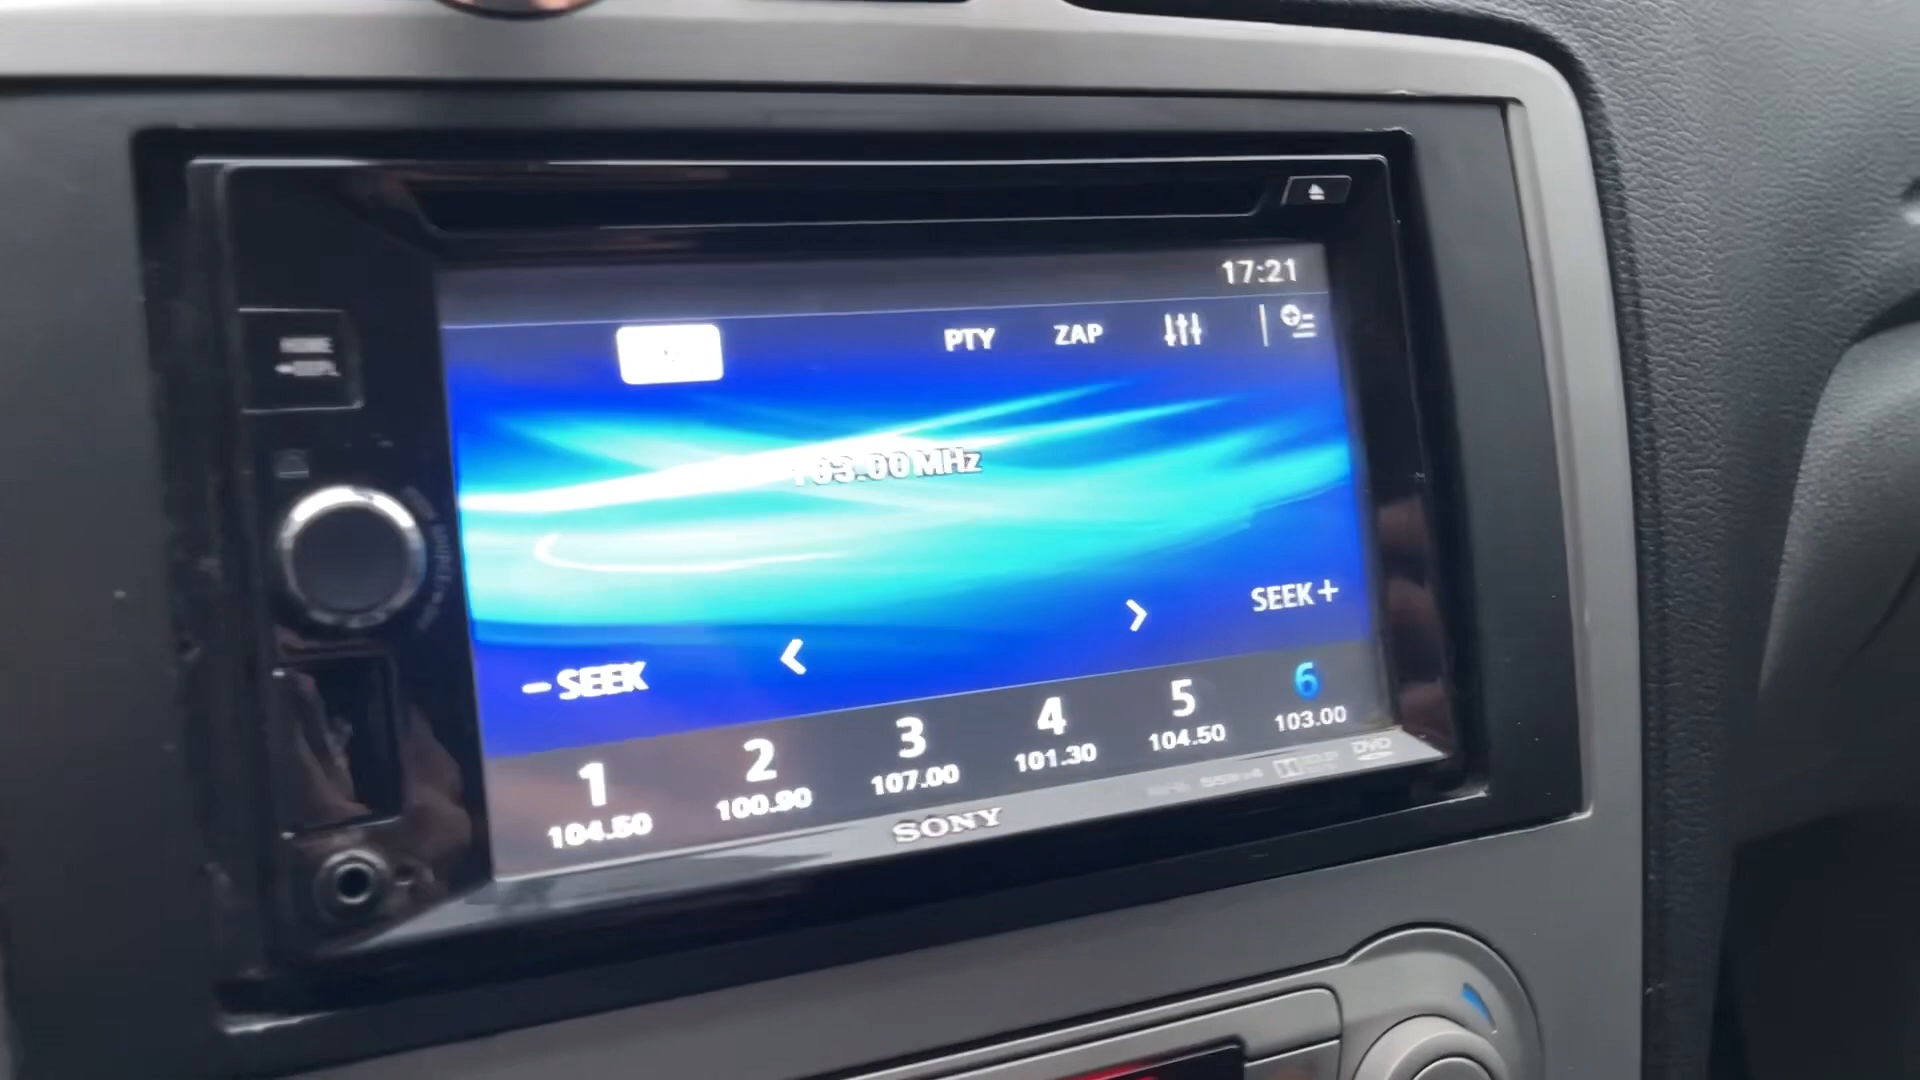 17:21
PTY ZAP
HOME
103.00 MHz
SEEK+
– SEEK
1 2 3 4 5 6
104.50 100.90 107.00 101.30 104.50 103.00
SONY
DVD